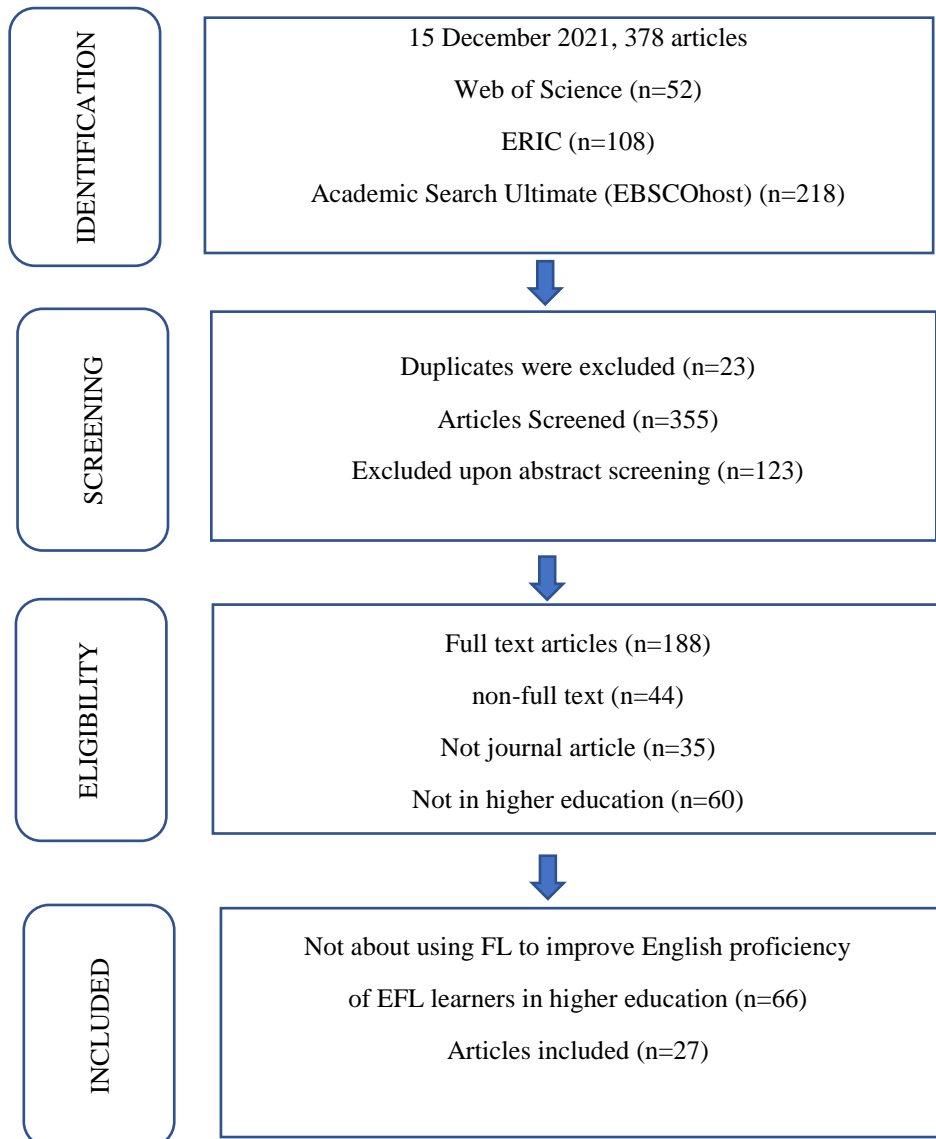 IDENTIFICATION
15 December 2021, 378 articles
Web of Science (n=52)
ERIC (n=108)
Academic Search Ultimate (EBSCOhost) (n=218)
SCREENING
Duplicates were excluded (n=23)
Articles Screened (n=355)
Excluded upon abstract screening (n=123)
ELIGIBILITY
Full text articles (n=188)
non-full text (n=44)
Not journal article (n=35)
Not in higher education (n=60)
INCLUDED
Not about using FL to improve English proficiency
of EFL learners in higher education (n=66)
Articles included (n=27)